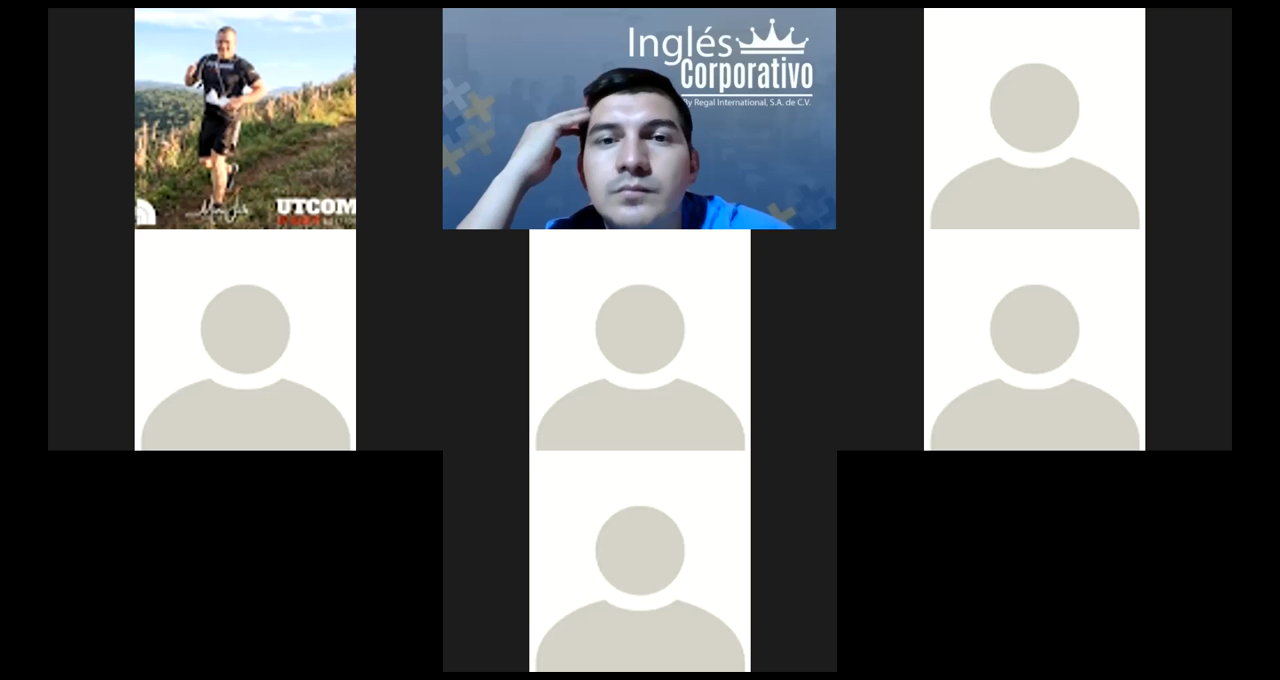 UTCOM
Inglés
Corporativo
By Regal International, S.A. de C.V.